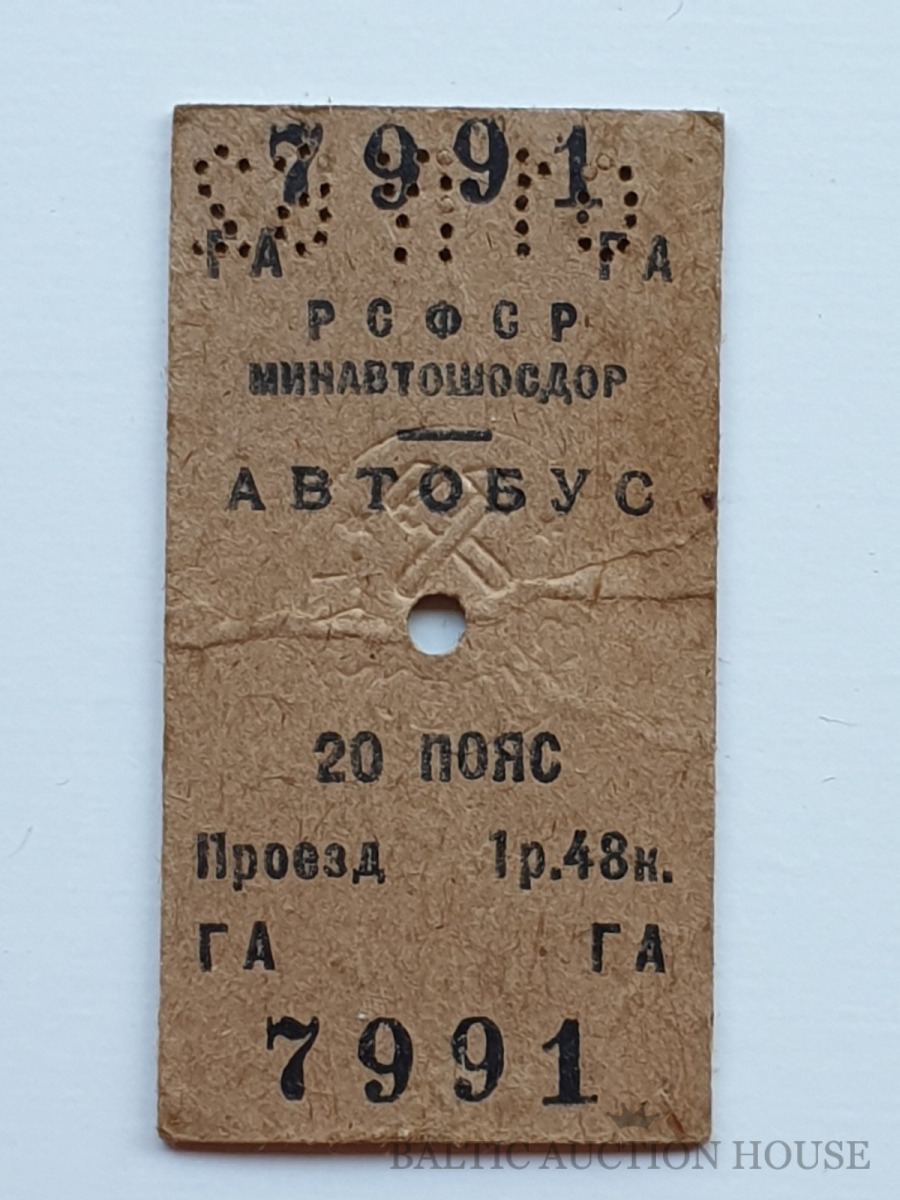 7991
ГА ГА
РСФСР
МИНАВТОШОСДОР
АВТОБУС
20 ПОЯС
Проезд 1р.48к.
ГА ГА
7991
BALTIC AUCTION HOUSE